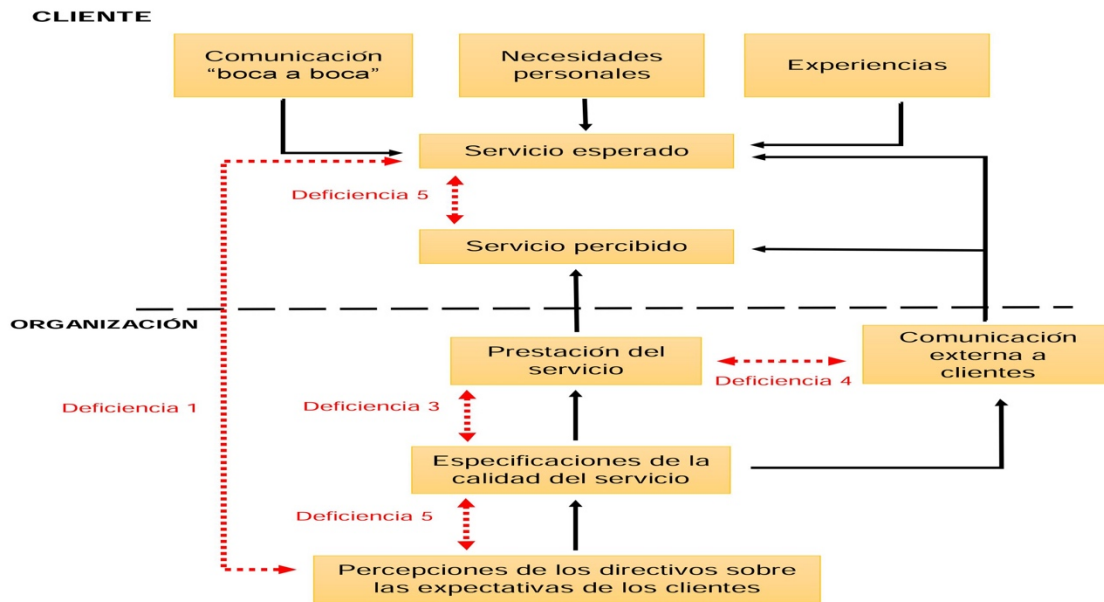 CLIENTE
Comunicación
“boca a boca”
Necesidades
personales
Experiencias
Servicio esperado
Deficiencia 5
Servicio percibido
ORGANIZACIÓN
Prestación del
servicio
Comunicación
externa a
clientes
Deficiencia 4
Deficiencia 1
Deficiencia 3
Especificaciones de la
calidad del servicio
Deficiencia 5
Percepciones de los directivos sobre
las expectativas de los clientes